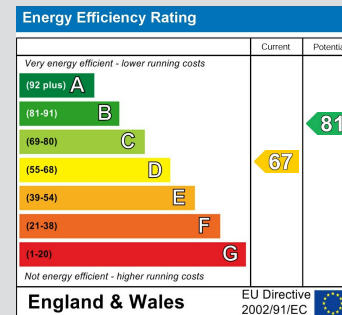 Energy Efficiency Rating
Current
Very energy efficient - lower running costs
(92 plus) A
(81-91) B
(69-80) C
(55-68) D
(39-54) E
(21-38) F
(1-20) G
67
81
Not energy efficient - higher running costs
England & Wales
EU Directive
2002/91/EC